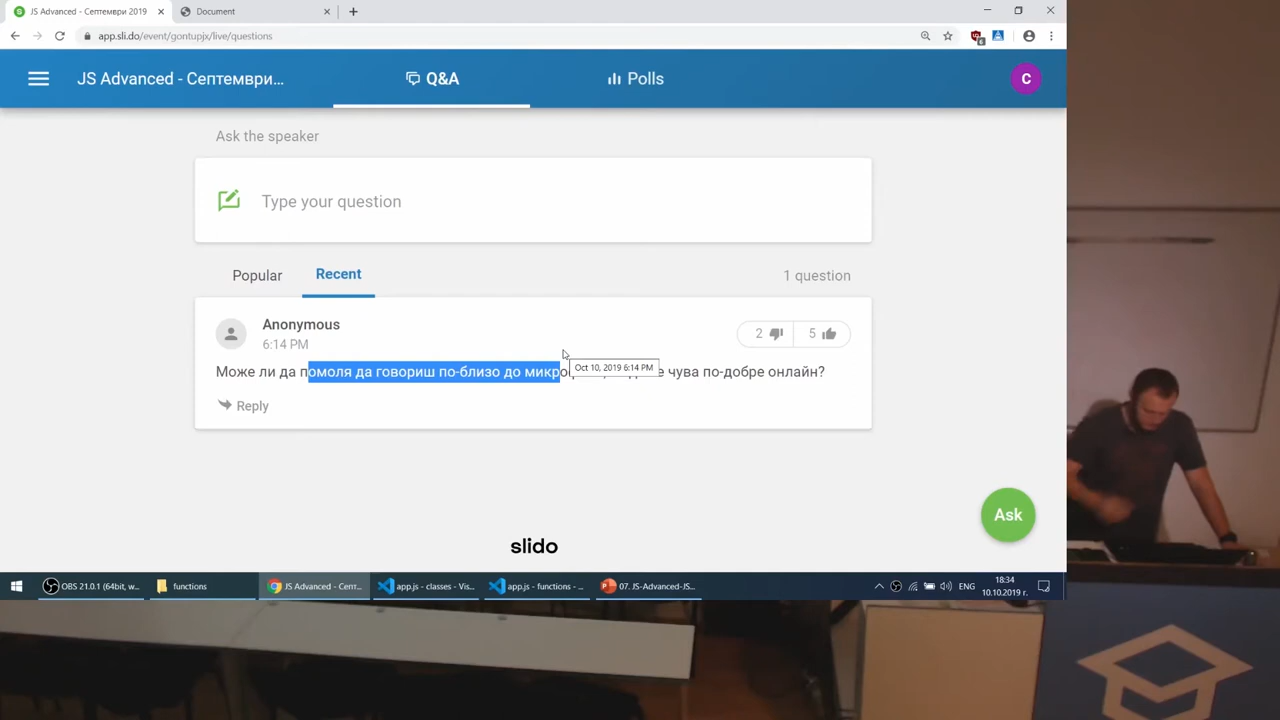 JS Advanced - Септември 2019
Document
app.sli.do/event/gontupjx/live/questions
JS Advanced - Септември...
Q&A
Polls
C
Ask the speaker
Type your question
Popular
Recent
1 question
Anonymous
6:14 PM
2
5
Може ли да помоля да говориш по-близо до микро чува по-добре онлайн?
Oct 10, 2019 6:14 PM
Reply
Ask
slido
OBS 21.0.1 (64bit, w...
functions
JS Advanced - Септ...
app.js - classes - Vis...
app.js - functions - ...
07. JS-Advanced-JS...
ЕНГ
18:34
10.10.2019 г.